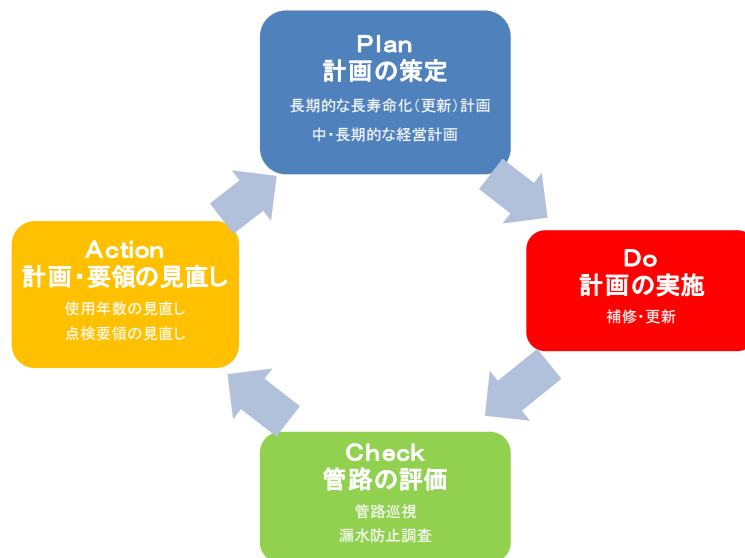 Plan
計画の策定
長期的な長寿命化(更新)計画
中・長期的な経営計画
Do
計画の実施
補修・更新
Check
管路の評価
管路巡視
漏水防止調査
Action
計画・要領の見直し
使用年数の見直し
点検要領の見直し